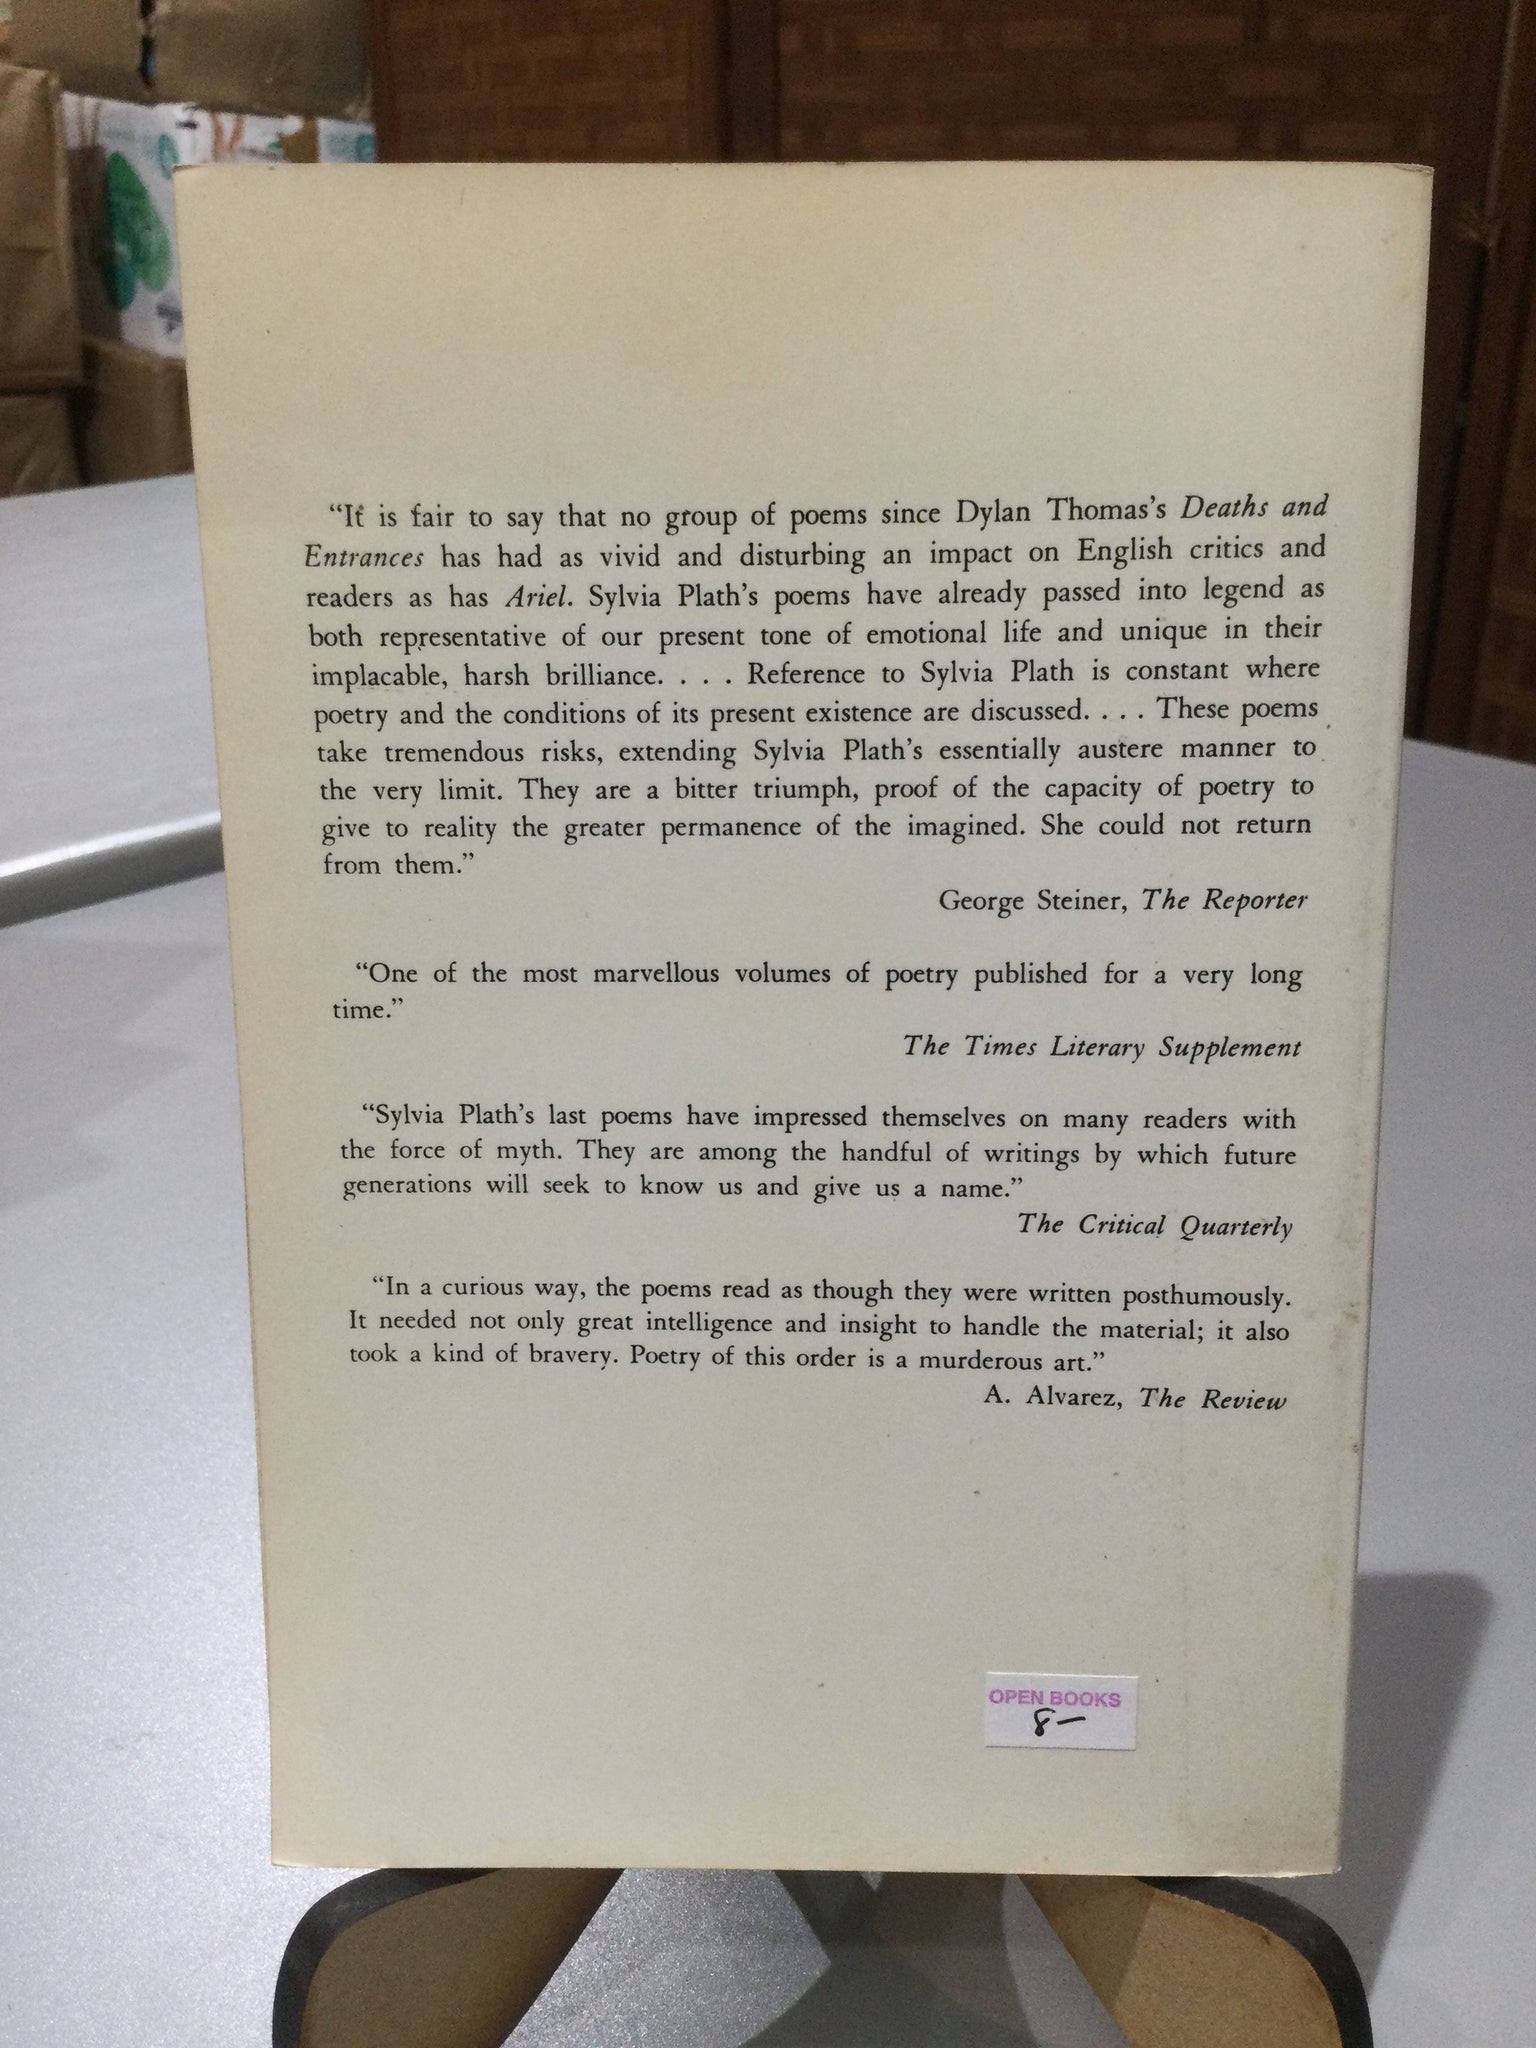 “It is fair to say that no group of poems since Dylan Thomas’s Deaths and
Entrances has had as vivid and disturbing an impact on English critics and
readers as has Ariel. Sylvia Plath’s poems have already passed into legend as
both representative of our present tone of emotional life and unique in their
implacable, harsh brilliance. . . . Reference to Sylvia Plath is constant where
poetry and the conditions of its present existence are discussed. . . . These poems
take tremendous risks, extending Sylvia Plath’s essentially austere manner to
the very limit. They are a bitter triumph, proof of the capacity of poetry to
give to reality the greater permanence of the imagined. She could not return
from them.”
George Steiner, The Reporter
“One of the most marvellous volumes of poetry published for a very long
time.”
The Times Literary Supplement
“Sylvia Plath’s last poems have impressed themselves on many readers with
the force of myth. They are among the handful of writings by which future
generations will seek to know us and give us a name.”
The Critical Quarterly
“In a curious way, the poems read as though they were written posthumously.
It needed not only great intelligence and insight to handle the material; it also
took a kind of bravery. Poetry of this order is a murderous art.”
A. Alvarez, The Review
OPEN BOOKS
8–